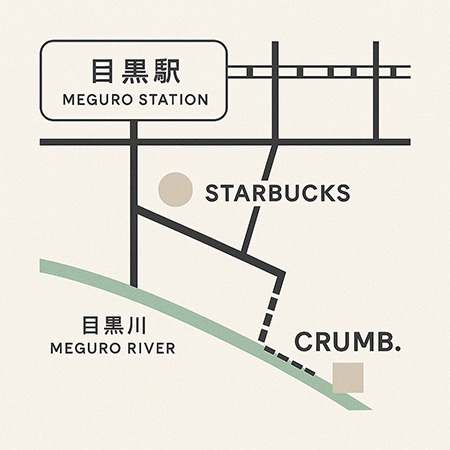 目黒駅
MEGURO STATION
STARBUCKS
目黒川
MEGURO RIVER
CRUMB.